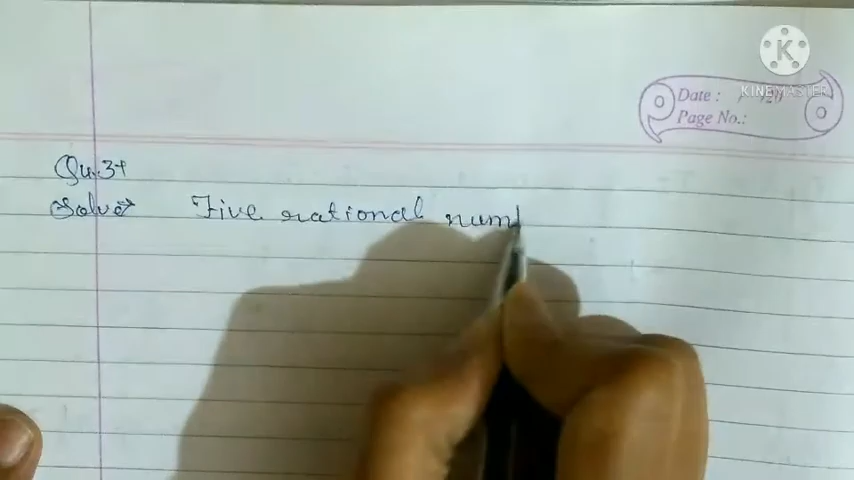 KINEMASTER
Date :
Page No.:
Qu.3→
Solve→ Five rational num